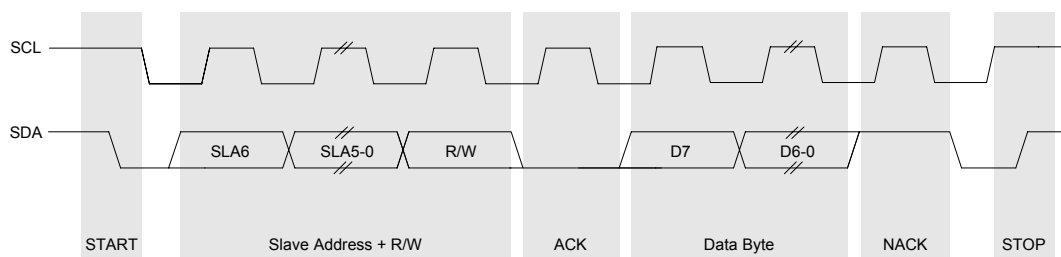 SCL
SDA
SLA6 SLA5-0 R/W D7 D6-0
START Slave Address + R/W ACK Data Byte NACK STOP